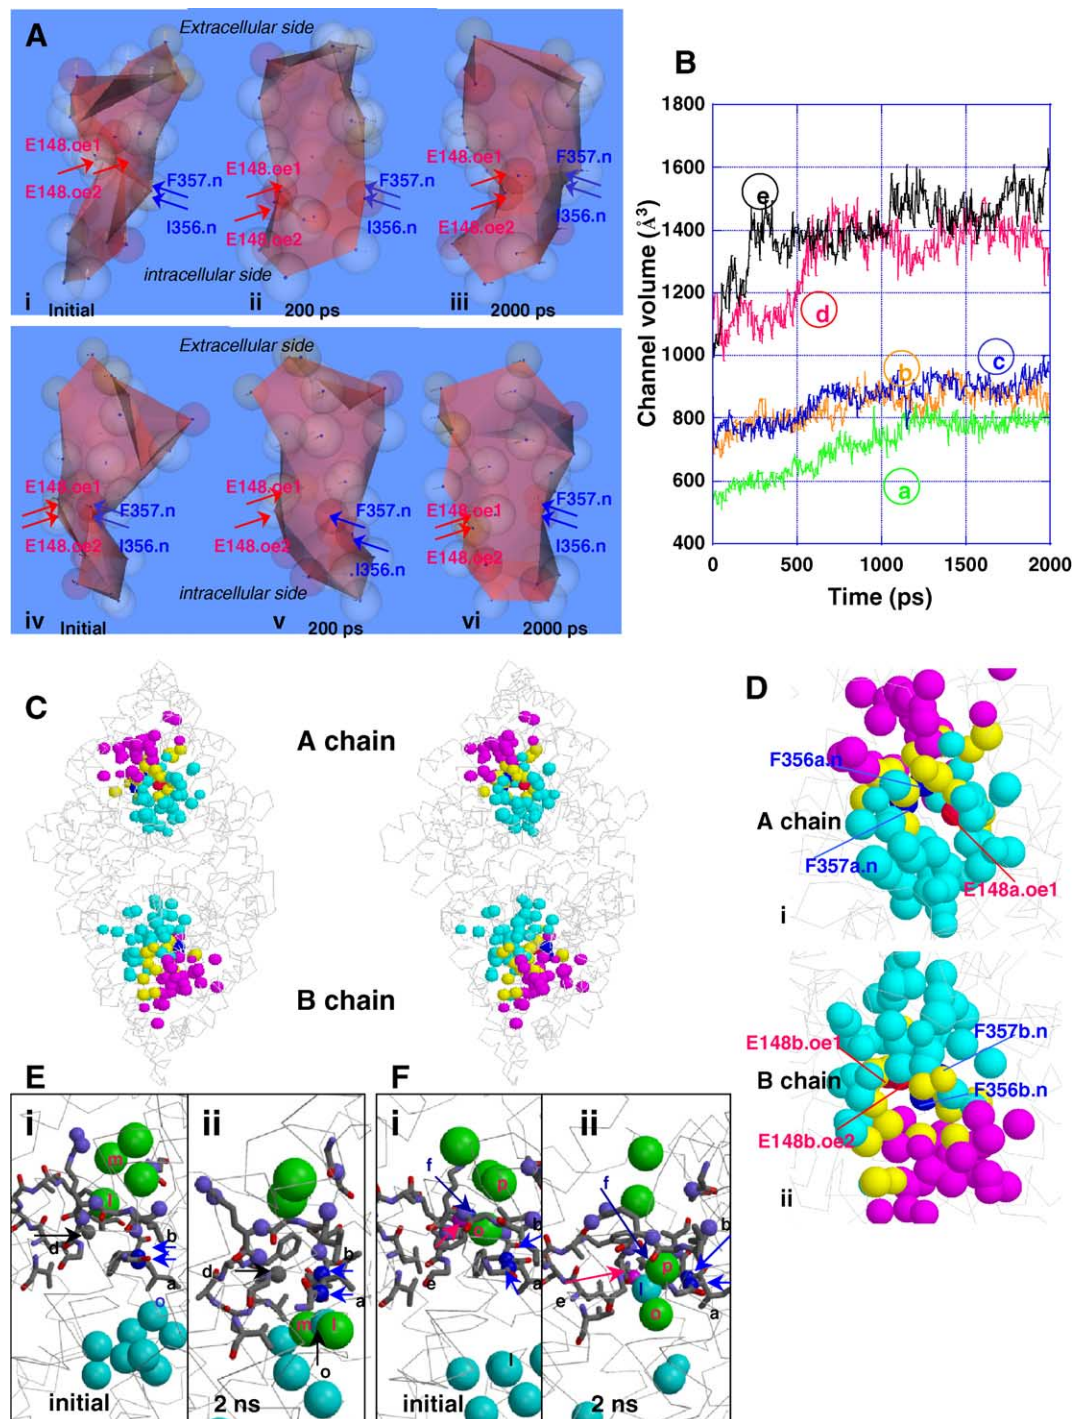 A
Extracellular side
E148.oe1
E148.oe2
F357.n
I356.n
E148.oe1
E148.oe2
F357.n
I356.n
E148.oe1
E148.oe2
F357.n
I356.n
intracellular side
i Initial
ii 200 ps
iii 2000 ps
Extracellular side
E148.oe1
E148.oe2
F357.n
I356.n
E148.oe1
E148.oe2
F357.n
.I356.n
E148.oe1
E148.oe2
F357.n
I356.n
intracellular side
iv Initial
v 200 ps
vi 2000 ps
B
Channel volume (Å3)
1800
1600
1400
1200
1000
800
600
400
e
d
b
c
a
0 500 1000 1500 2000
Time (ps)
C
A chain
B chain
D
F356a.n
A chain
F357a.n
E148a.oe1
i
F357b.n
E148b.oe1
B chain
F356b.n
E148b.oe2
ii
E
i
m
l
d
b
a
o
initial
ii
d
b
a
m
l
o
2 ns
F
i
f
p
o
b
e
a
l
initial
ii
f
b
p
l
e
o
a
2 ns